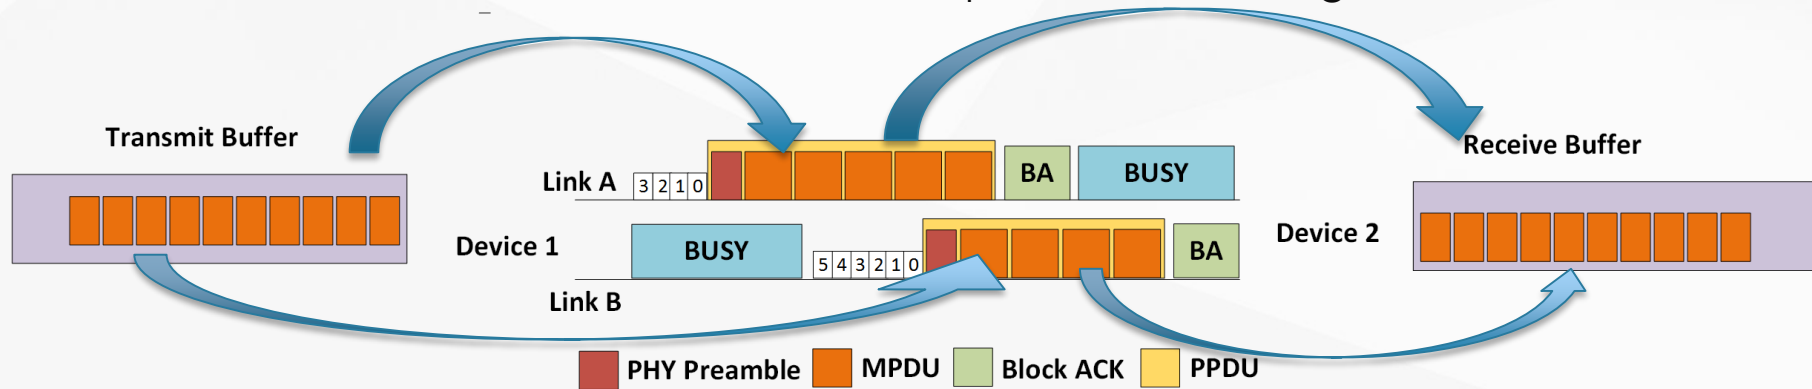 Transmit Buffer
Receive Buffer
Link A
3 2 1 0
BA
BUSY
Device 1
BUSY
5 4 3 2 1 0
BA
Device 2
Link B
PHY Preamble
MPDU
Block ACK
PPDU